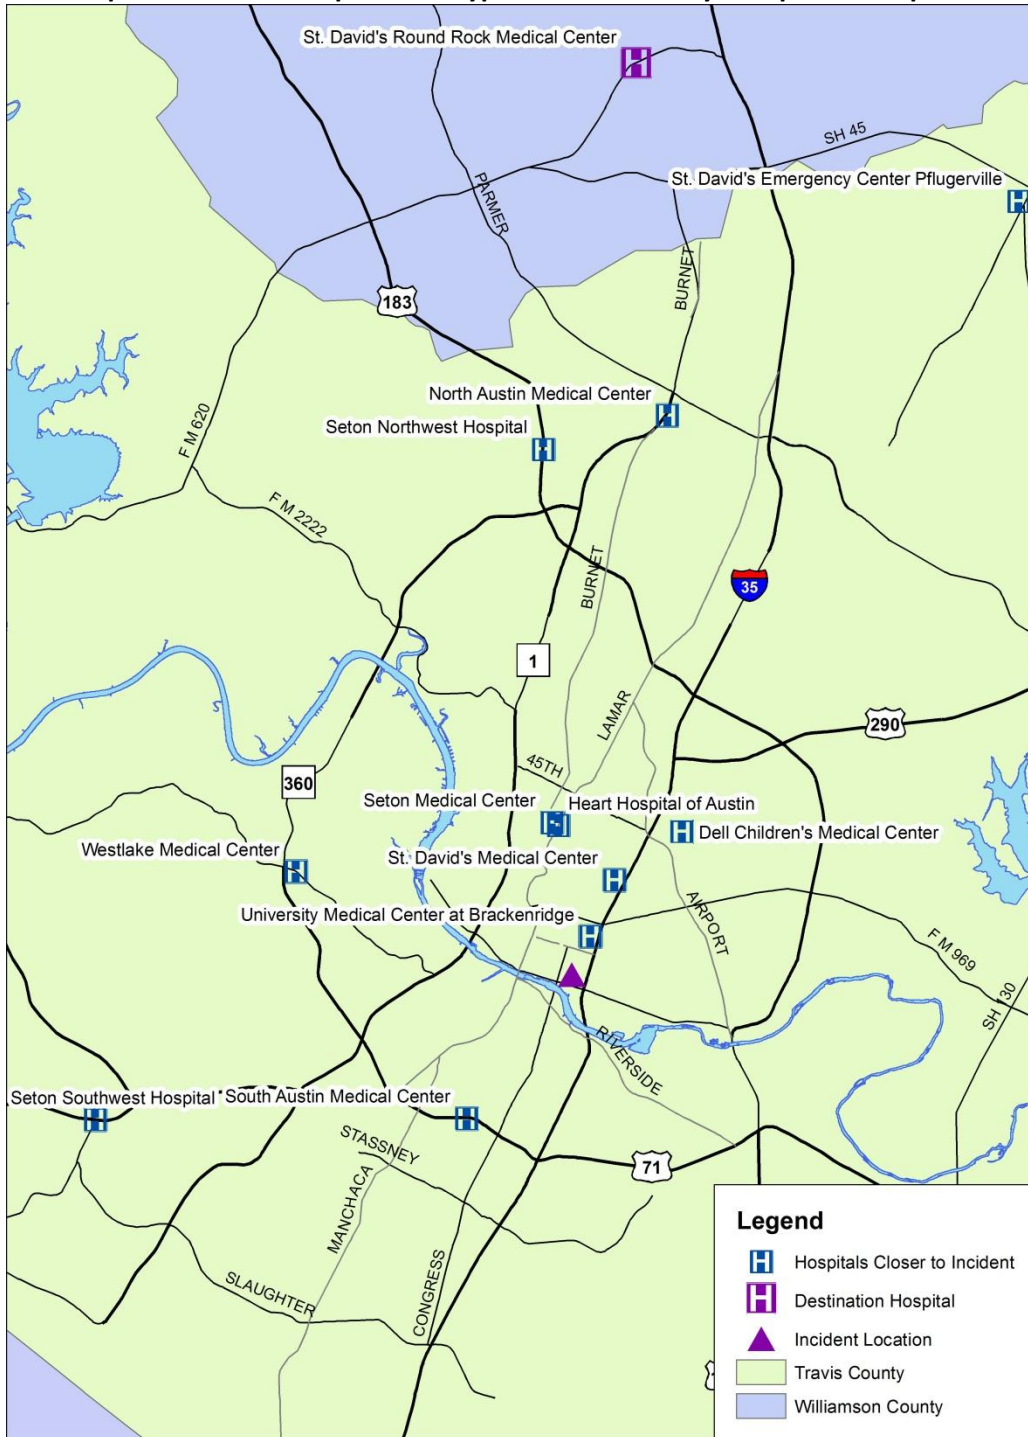 St. David's Round Rock Medical Center
SH 45
St. David's Emergency Center Pflugerville
PARMER
BURNET
183
North Austin Medical Center
Seton Northwest Hospital
F M 620
F M 2222
BURNET
35
1
LAMAR
290
45TH
360
Seton Medical Center
Heart Hospital of Austin
Dell Children's Medical Center
Westlake Medical Center
St. David's Medical Center
University Medical Center at Brackenridge
AIRPORT
F M 969
SH 130
RIVERSIDE
Seton Southwest Hospital
South Austin Medical Center
STASSNEY
71
MANCHACA
SLAUGHTER
CONGRESS
Legend
H Hospitals Closer to Incident
H Destination Hospital
Incident Location
Travis County
Williamson County